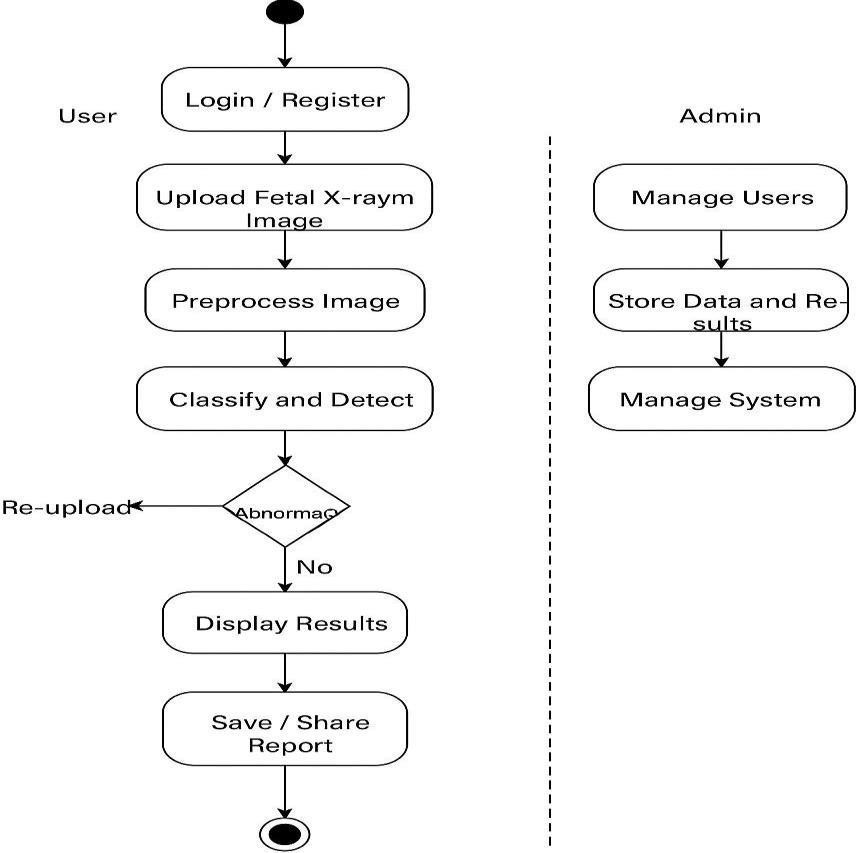 User
Login / Register
Upload Fetal X-raym
Image
Preprocess Image
Classify and Detect
AbnormaQ
Re-upload
No
Display Results
Save / Share
Report
Admin
Manage Users
Store Data and Re-
sults
Manage System